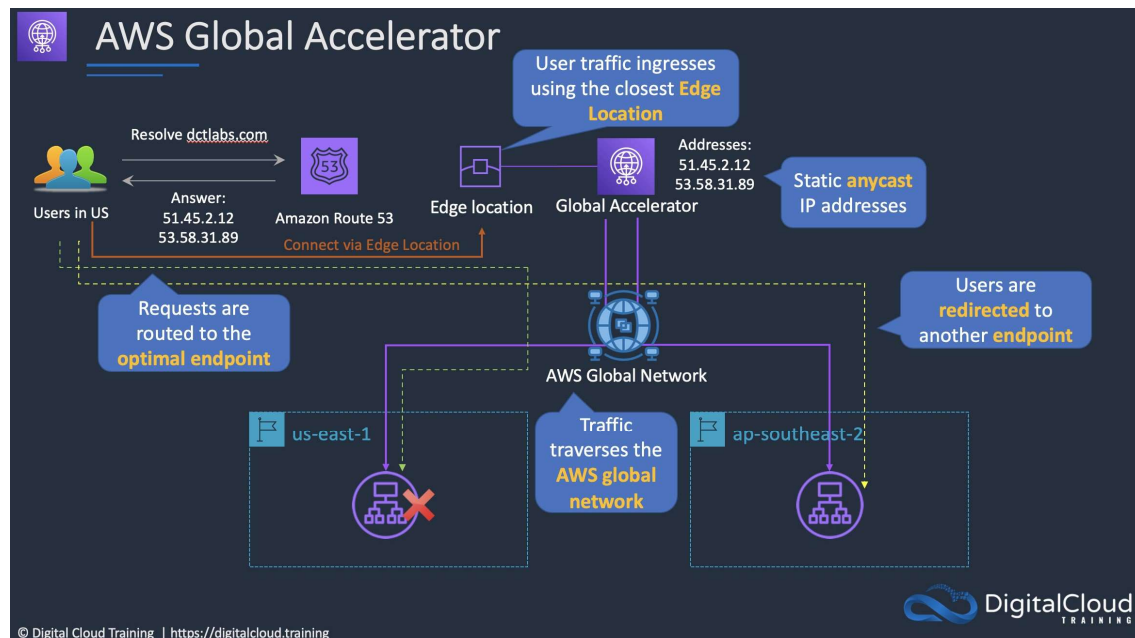 AWS Global Accelerator
User traffic ingresses
using the closest Edge
Location
Resolve dctlabs.com
53
Addresses:
51.45.2.12
53.58.31.89
Static anycast
IP addresses
Users in US
Answer:
51.45.2.12
53.58.31.89
Amazon Route 53
Edge location
Global Accelerator
Connect via Edge Location
Requests are
routed to the
optimal endpoint
Users are
redirected to
another endpoint
AWS Global Network
us-east-1
Traffic
traverses the
AWS global
network
ap-southeast-2
DigitalCloud
TRAINING
© Digital Cloud Training | https://digitalcloud.training